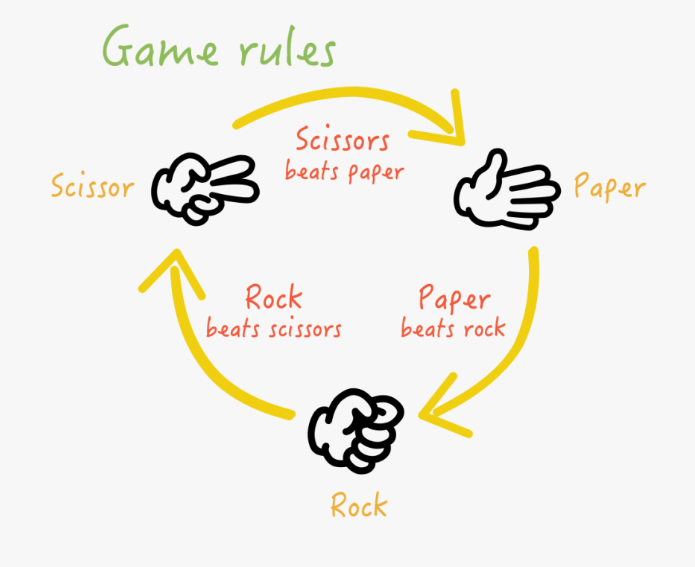 Game rules
Scissors
beats paper
Scissor
Paper
Rock
beats scissors
Paper
beats rock
Rock